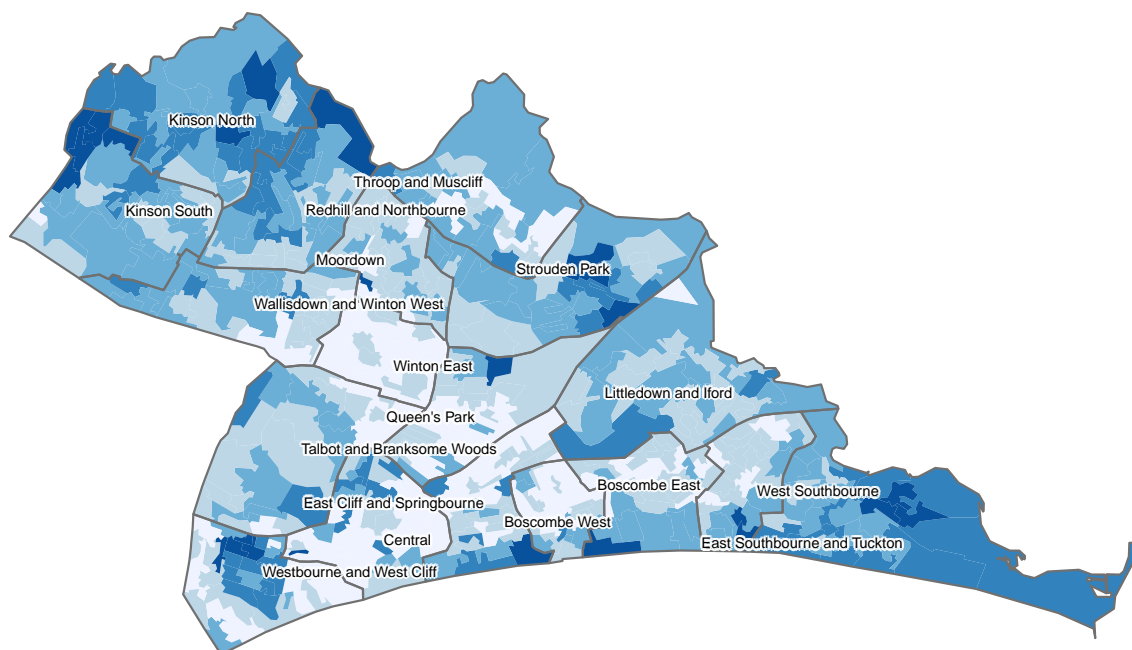 Kinson North
Throop and Muscliff
Kinson South
Redhill and Northbourne
Moordown
Strouden Park
Wallisdown and Winton West
Winton East
Littledown and Iford
Queen's Park
Talbot and Branksome Woods
Boscombe East
West Southbourne
East Cliff and Springbourne
Boscombe West
Central
East Southbourne and Tuckton
Westbourne and West Cliff